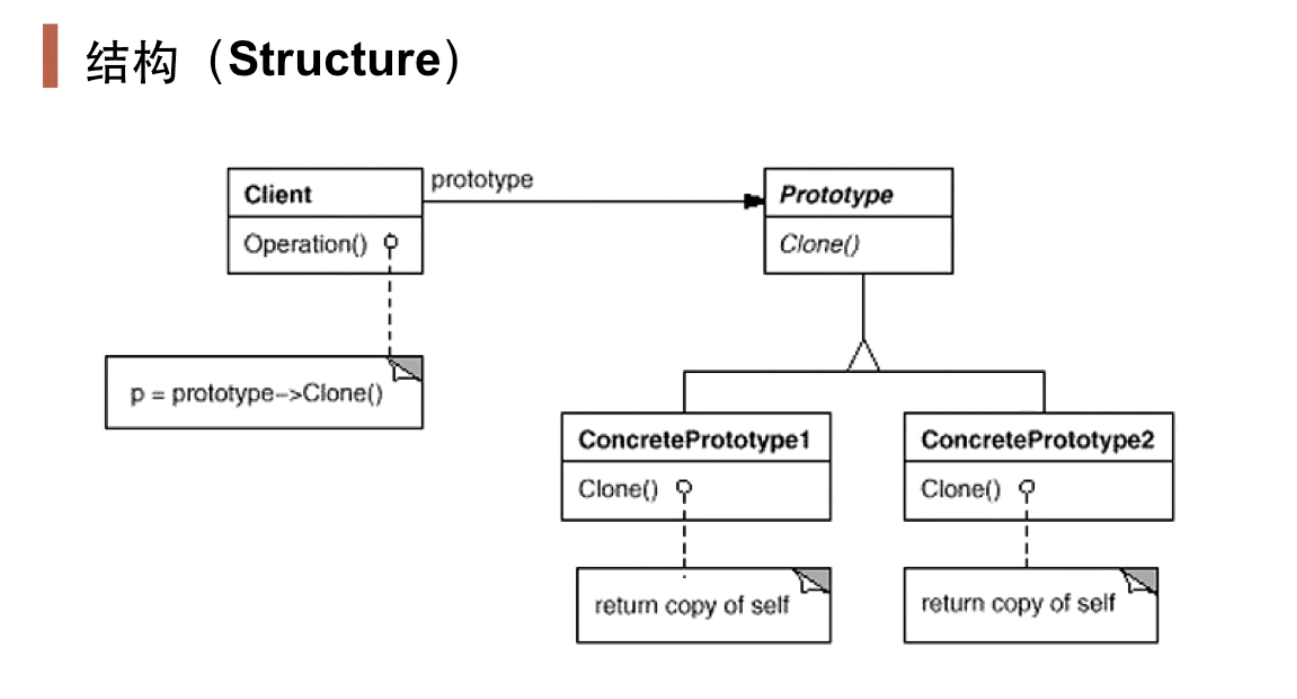 结构（Structure）
prototype
Client
Prototype
Operation()
Clone()
p = prototype->Clone()
ConcretePrototype1
ConcretePrototype2
Clone()
Clone()
return copy of self
return copy of self